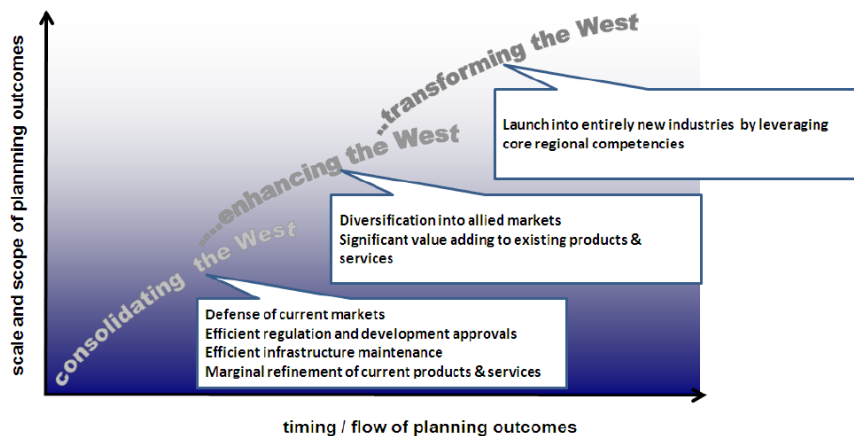 scale and scope of plannning outcomes
...transforming the West
Launch into entirely new industries by leveraging
core regional competencies
....enhancing the West
Diversification into allied markets
Significant value adding to existing products &
services
consolidating the West
Defense of current markets
Efficient regulation and development approvals
Efficient infrastructure maintenance
Marginal refinement of current products & services
timing / flow of planning outcomes